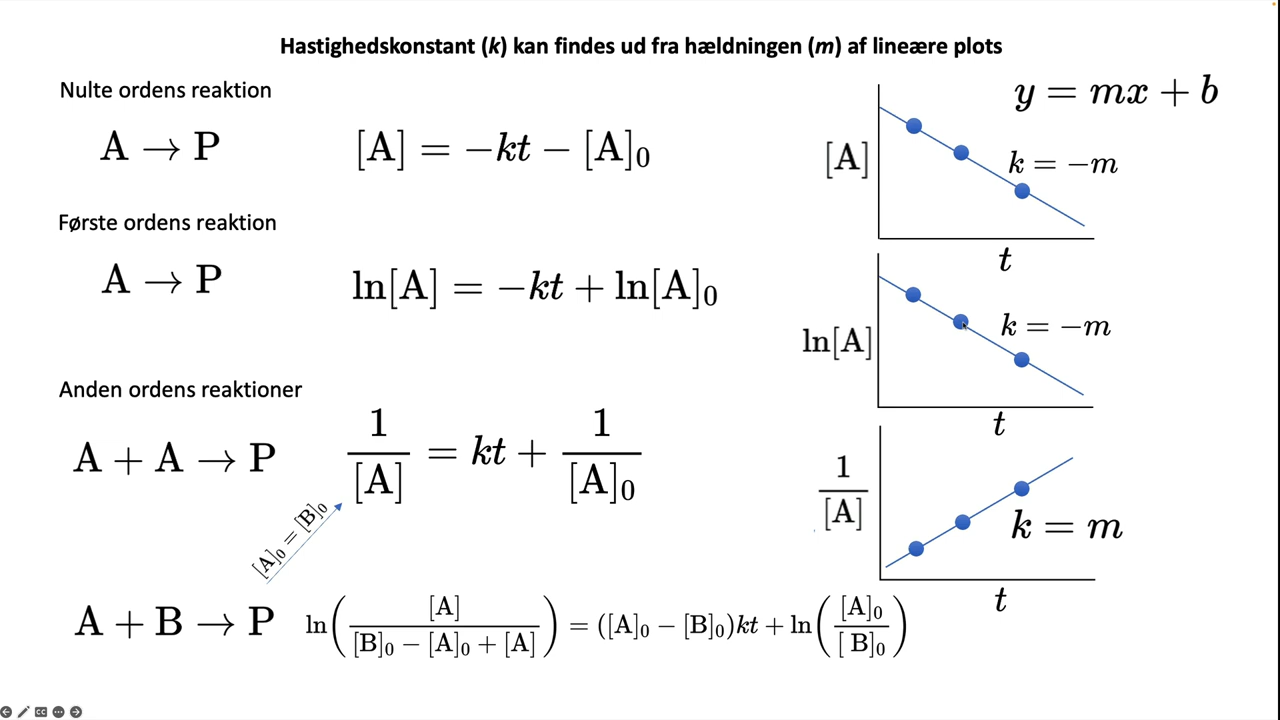 Hastighedskonstant (k) kan findes ud fra hældningen (m) af lineære plots
Nulte ordens reaktion
y = mx + b
A → P
[A] = −kt − [A]₀
[A]
k = −m
t
Første ordens reaktion
A → P
ln[A] = −kt + ln[A]₀
ln[A]
k = −m
t
Anden ordens reaktioner
A + A → P
1/[A] = kt + 1/[A]₀
1/[A]
k = m
t
[A]₀ = [B]₀
A + B → P
ln([A]/([B]₀ − [A]₀ + [A])) = ([A]₀ − [B]₀)kt + ln([A]₀/[ B]₀)
CC